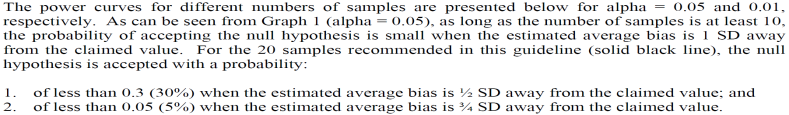 The power curves for different numbers of samples are presented below for alpha = 0.05 and 0.01,
respectively. As can be seen from Graph 1 (alpha = 0.05), as long as the number of samples is at least 10,
the probability of accepting the null hypothesis is small when the estimated average bias is 1 SD away
from the claimed value. For the 20 samples recommended in this guideline (solid black line), the null
hypothesis is accepted with a probability:
1. of less than 0.3 (30%) when the estimated average bias is ½ SD away from the claimed value; and
2. of less than 0.05 (5%) when the estimated average bias is ¾ SD away from the claimed value.